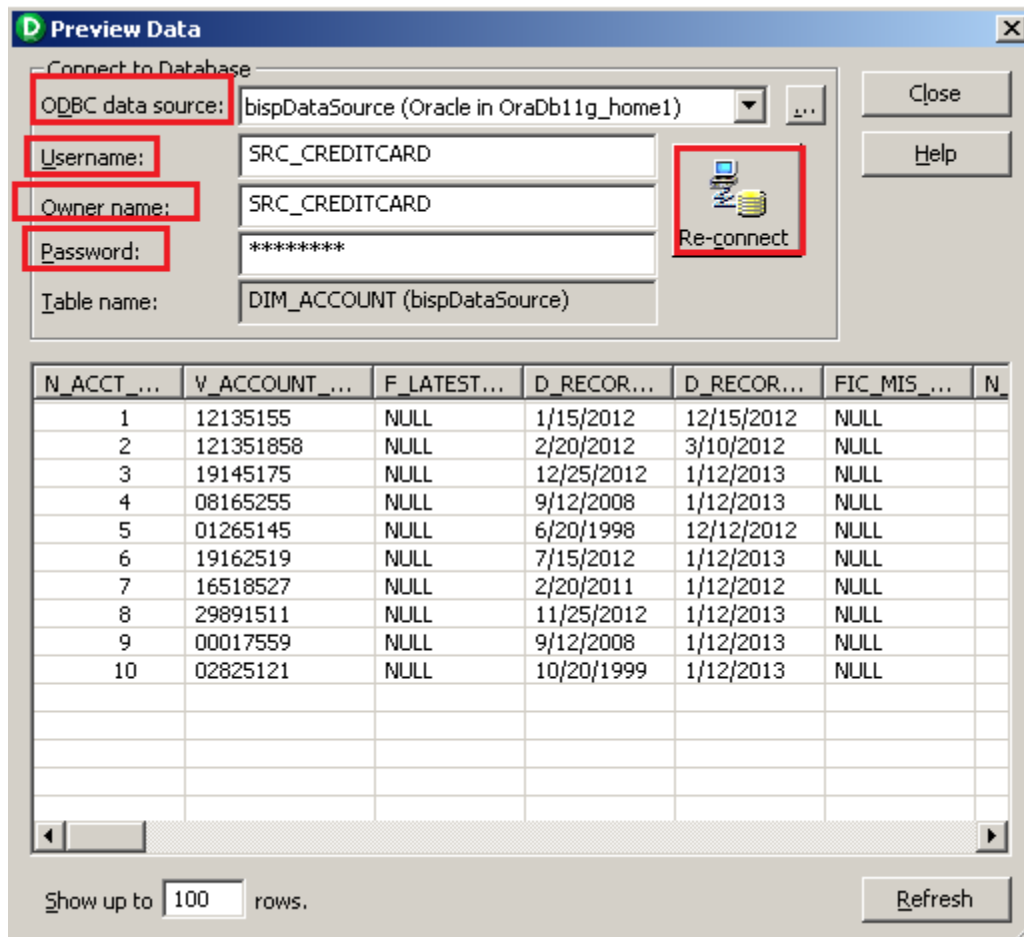 Preview Data
Connect to Database
ODBC data source: bispDataSource (Oracle in OraDb11g_home1) ... Close
Username: SRC_CREDITCARD Help
Owner name: SRC_CREDITCARD
Re-connect
Password: ********
Table name: DIM_ACCOUNT (bispDataSource)
N_ACCT_... V_ACCOUNT_... F_LATEST... D_RECOR... D_RECOR... FIC_MIS_... N_
1 12135155 NULL 1/15/2012 12/15/2012 NULL
2 121351858 NULL 2/20/2012 3/10/2012 NULL
3 19145175 NULL 12/25/2012 1/12/2013 NULL
4 08165255 NULL 9/12/2008 1/12/2013 NULL
5 01265145 NULL 6/20/1998 12/12/2012 NULL
6 19162519 NULL 7/15/2012 1/12/2013 NULL
7 16518527 NULL 2/20/2011 1/12/2012 NULL
8 29891511 NULL 11/25/2012 1/12/2013 NULL
9 00017559 NULL 9/12/2008 1/12/2013 NULL
10 02825121 NULL 10/20/1999 1/12/2013 NULL
Show up to 100 rows. Refresh